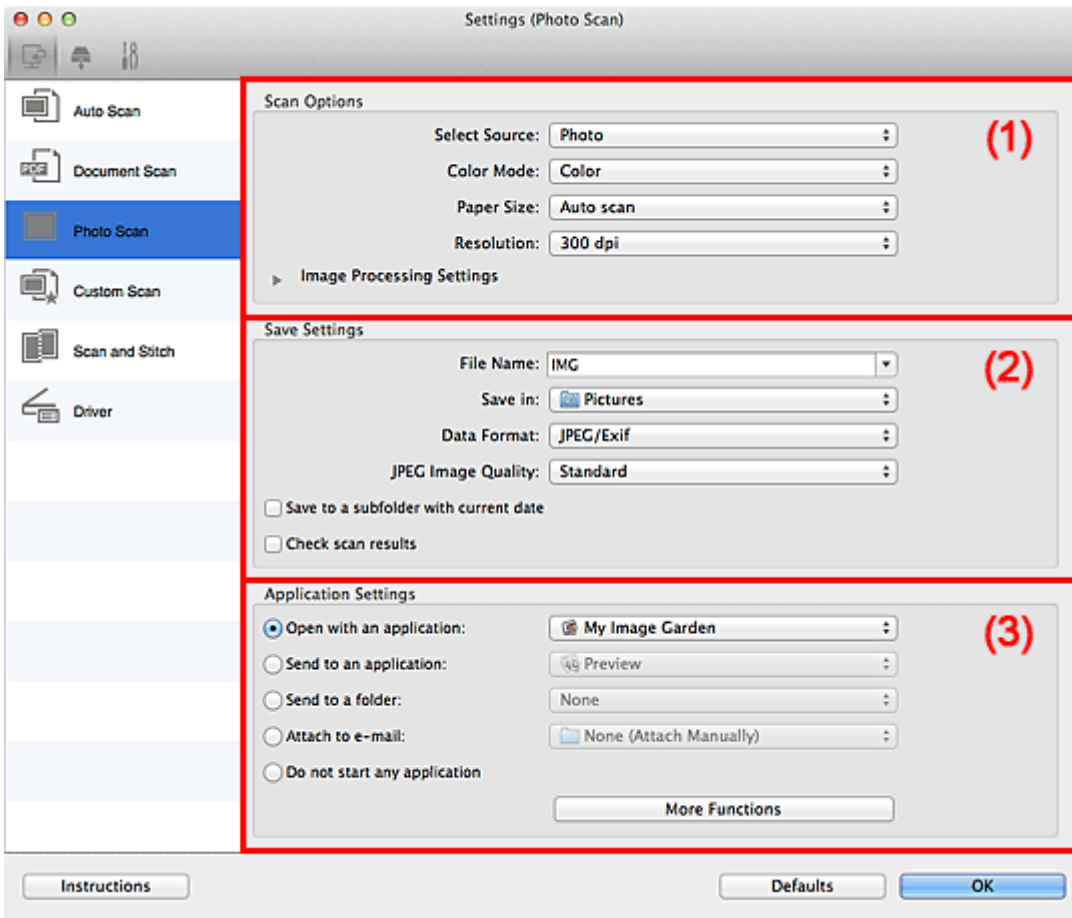 Settings (Photo Scan)
Auto Scan
PDF
Document Scan
Photo Scan
Custom Scan
Scan and Stitch
Driver
Scan Options
(1)
Select Source: Photo
Color Mode: Color
Paper Size: Auto scan
Resolution: 300 dpi
Image Processing Settings
Save Settings
(2)
File Name: IMG
Save in: Pictures
Data Format: JPEG/Exif
JPEG Image Quality: Standard
Save to a subfolder with current date
Check scan results
Application Settings
(3)
Open with an application: My Image Garden
Send to an application: Preview
Send to a folder: None
Attach to e-mail: None (Attach Manually)
Do not start any application
More Functions
Instructions
Defaults
OK